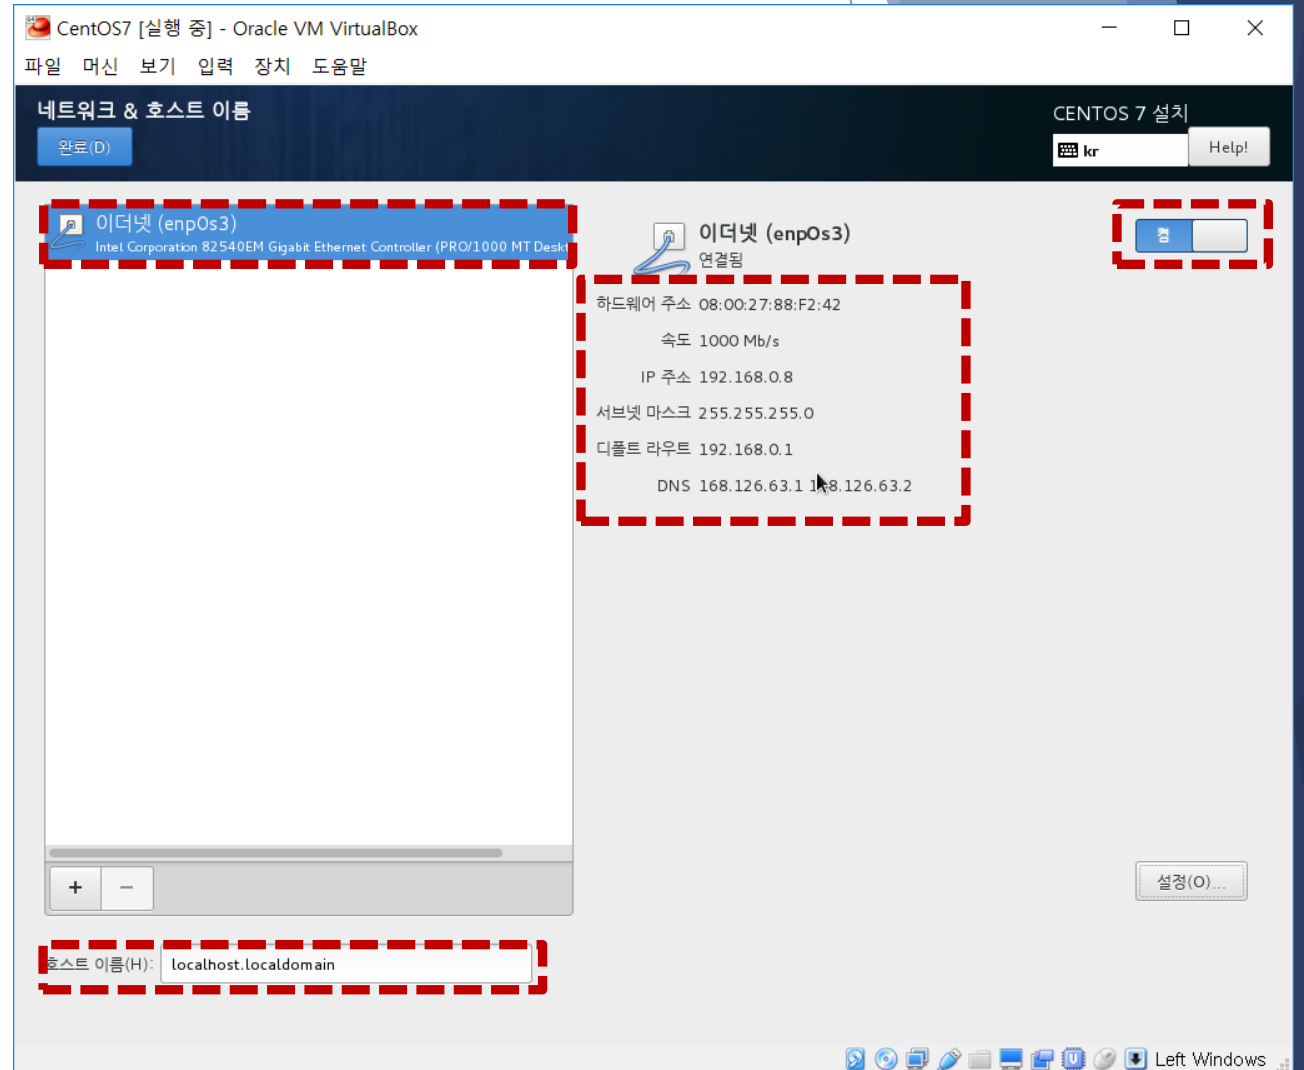 CentOS7 [실행 중] - Oracle VM VirtualBox
파일 머신 보기 입력 장치 도움말
네트워크 & 호스트 이름
CENTOS 7 설치
완료(D)
kr
Help!
이더넷 (enp0s3)
Intel Corporation 82540EM Gigabit Ethernet Controller (PRO/1000 MT Deskt
이더넷 (enp0s3)
연결됨
켬
하드웨어 주소 08:00:27:88:F2:42
속도 1000 Mb/s
IP 주소 192.168.0.8
서브넷 마스크 255.255.255.0
디폴트 라우트 192.168.0.1
DNS 168.126.63.1 168.126.63.2
+ −
설정(O)...
호스트 이름(H): localhost.localdomain
Left Windows